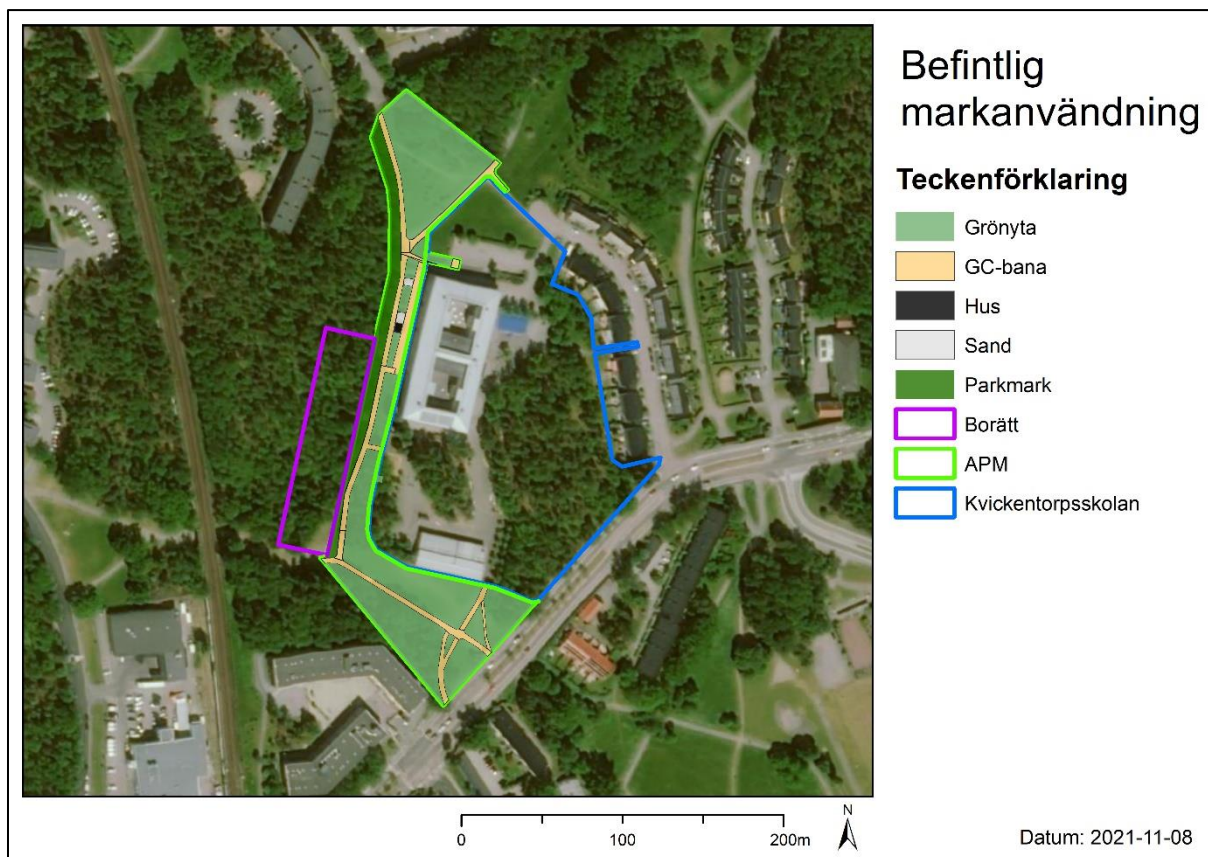 Befintlig
markanvändning
Teckenförklaring
Grönyta
GC-bana
Hus
Sand
Parkmark
Borätt
APM
Kvickentorpsskolan
N
0 100 200m
Datum: 2021-11-08